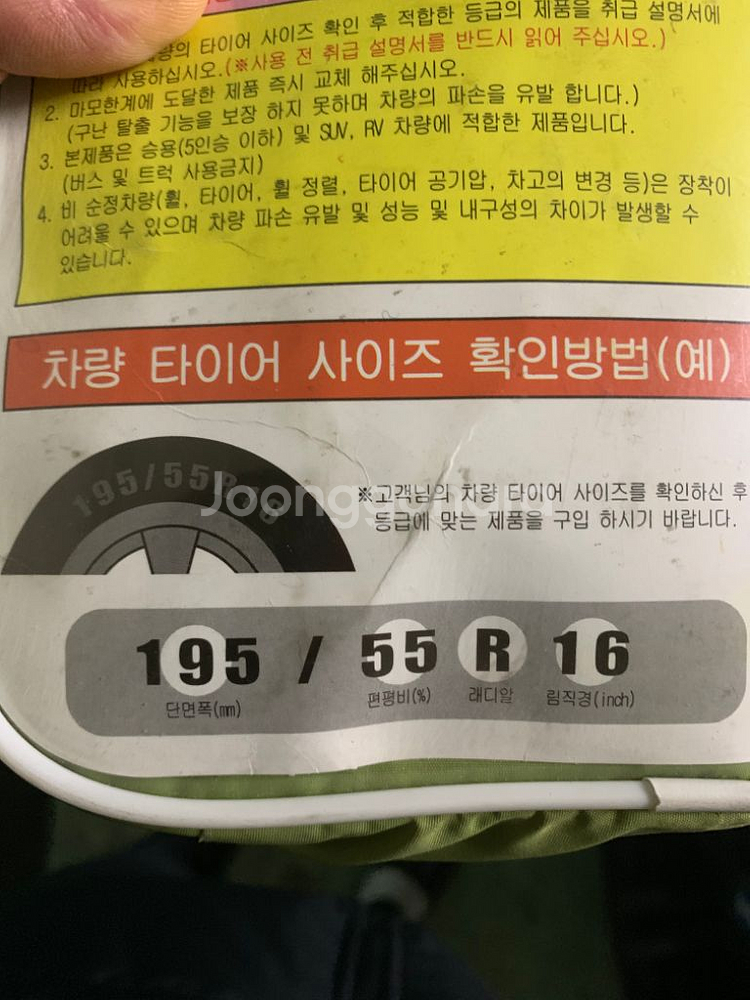 량의 타이어 사이즈 확인 후 적합한 등급의 제품을 취급 설명서에
따라 사용하십시오.(※사용 전 취급 설명서를 반드시 읽어 주십시오.)
2. 마모한계에 도달한 제품 즉시 교체 해주십시오.
(구난 탈출 기능을 보장 하지 못하며 차량의 파손을 유발 합니다.)
3. 본제품은 승용(5인승 이하) 및 SUV, RV 차량에 적합한 제품입니다.
(버스 및 트럭 사용금지)
4. 비 순정차량(휠, 타이어, 휠 정렬, 타이어 공기압, 차고의 변경 등)은 장착이
어려울 수 있으며 차량 파손 유발 및 성능 및 내구성의 차이가 발생할 수
있습니다.
차량 타이어 사이즈 확인방법(예)
195/55R16
※고객님의 차량 타이어 사이즈를 확인하신 후
등급에 맞는 제품을 구입 하시기 바랍니다.
195 / 55 R 16
단면폭(mm) 편평비(%) 래디알 림직경(inch)